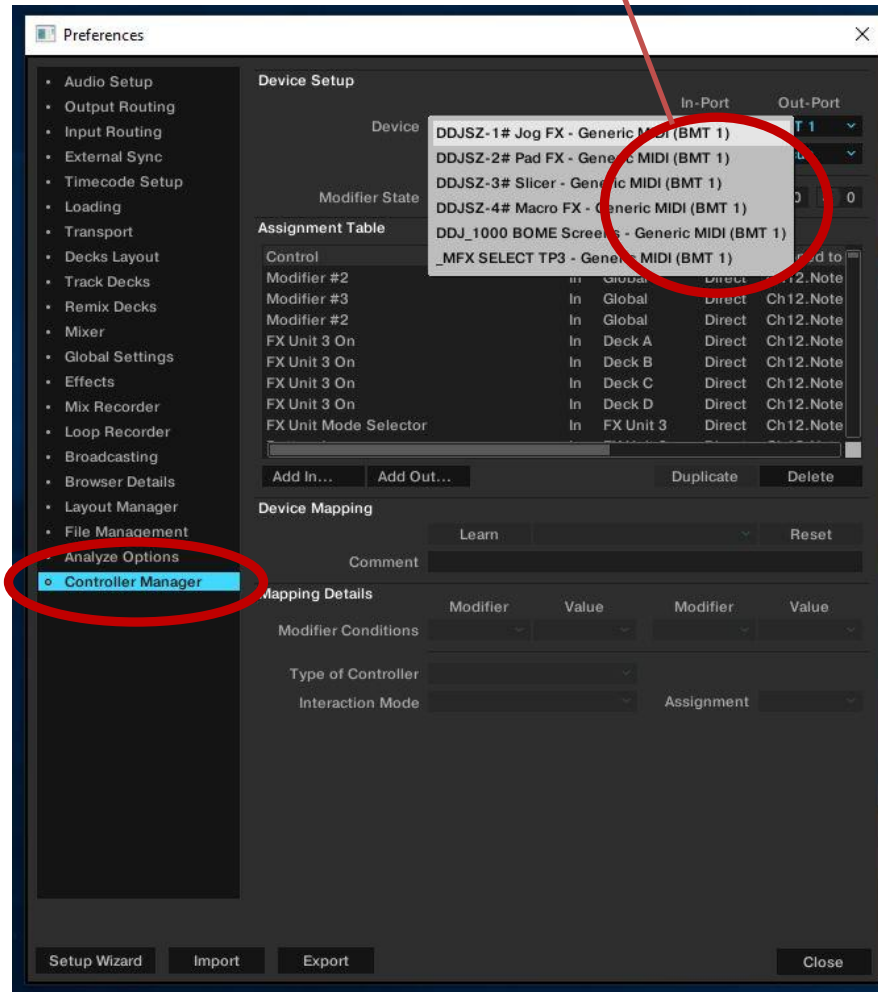 Preferences
Audio Setup
Output Routing
Input Routing
External Sync
Timecode Setup
Loading
Transport
Decks Layout
Track Decks
Remix Decks
Mixer
Global Settings
Effects
Mix Recorder
Loop Recorder
Broadcasting
Browser Details
Layout Manager
File Management
Analyze Options
Controller Manager
Device Setup
In-Port Out-Port
Device
DDJSZ-1# Jog FX - Generic MIDI (BMT 1)
DDJSZ-2# Pad FX - Generic MIDI (BMT 1)
DDJSZ-3# Slicer - Generic MIDI (BMT 1)
DDJSZ-4# Macro FX - Generic MIDI (BMT 1)
DDJ_1000 BOME Screens - Generic MIDI (BMT 1)
_MFX SELECT TP3 - Generic MIDI (BMT 1)
T 1
Modifier State
0
Assignment Table
Control to
Modifier #2 In Global Direct Ch12.Note
Modifier #3 In Global Direct Ch12.Note
Modifier #2 In Global Direct Ch12.Note
FX Unit 3 On In Deck A Direct Ch12.Note
FX Unit 3 On In Deck B Direct Ch12.Note
FX Unit 3 On In Deck C Direct Ch12.Note
FX Unit 3 On In Deck D Direct Ch12.Note
FX Unit Mode Selector In FX Unit 3 Direct Ch12.Note
Add In... Add Out... Duplicate Delete
Device Mapping
Learn Reset
Comment
Mapping Details
Modifier Value Modifier Value
Modifier Conditions
Type of Controller
Interaction Mode Assignment
Setup Wizard Import Export Close